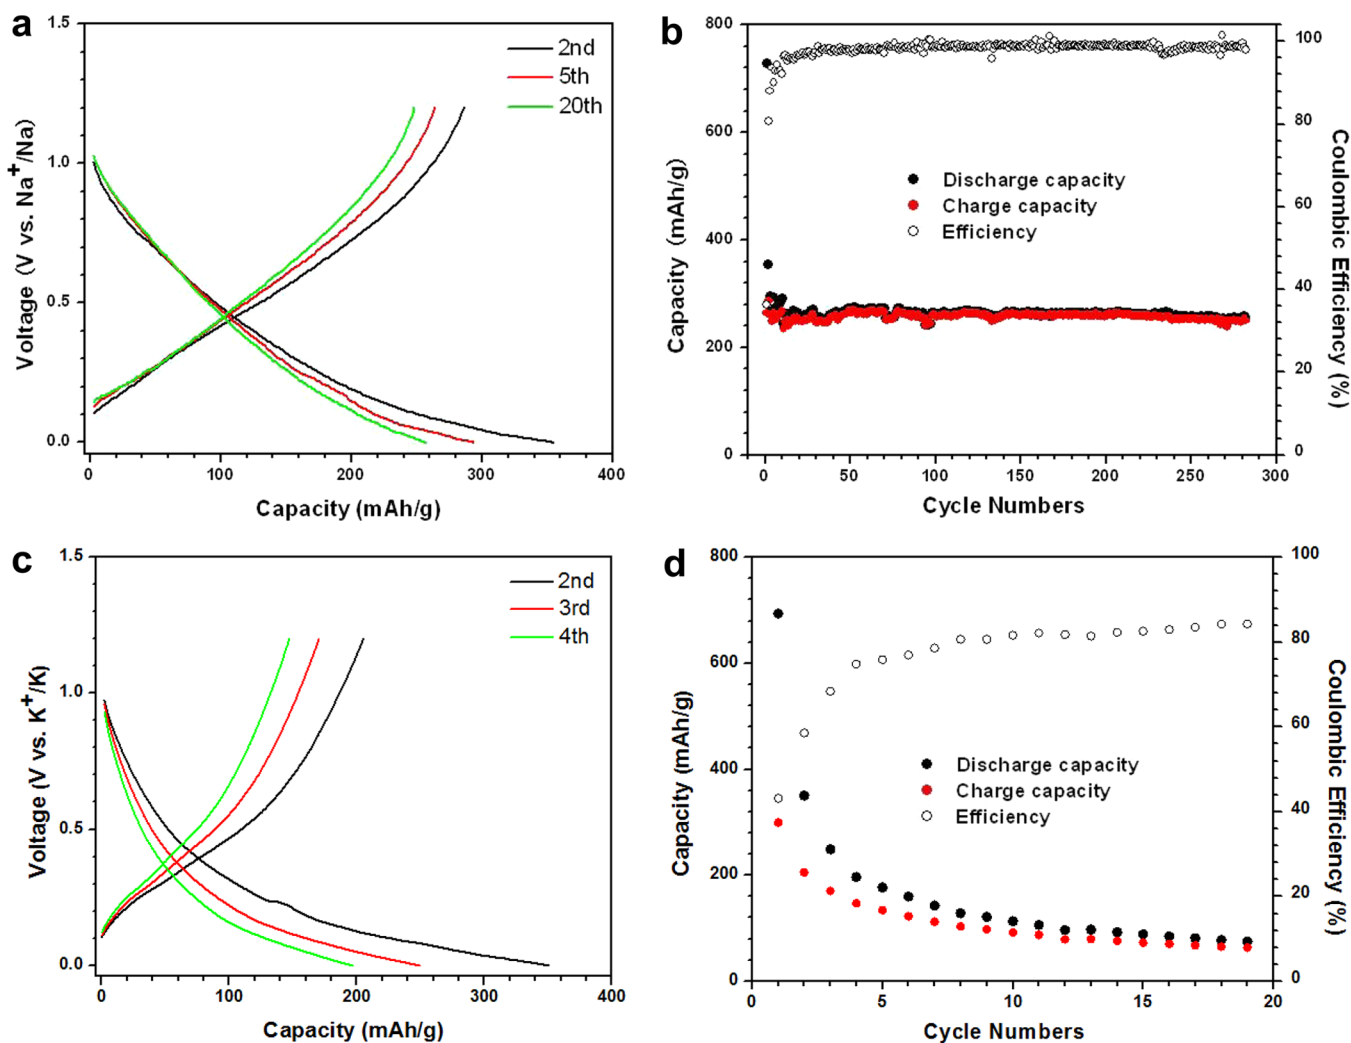 a
1.5
1.0
0.5
0.0
Voltage (V vs. Na+/Na)
2nd
5th
20th
0 100 200 300 400
Capacity (mAh/g)
b
800
600
400
200
0
Capacity (mAh/g)
Discharge capacity
Charge capacity
Efficiency
100
80
60
40
20
0
Coulombic Efficiency (%)
0 50 100 150 200 250 300
Cycle Numbers
c
1.5
1.0
0.5
0.0
Voltage (V vs. K+/K)
2nd
3rd
4th
0 100 200 300 400
Capacity (mAh/g)
d
800
600
400
200
0
Capacity (mAh/g)
Discharge capacity
Charge capacity
Efficiency
100
80
60
40
20
0
Coulombic Efficiency (%)
0 5 10 15 20
Cycle Numbers